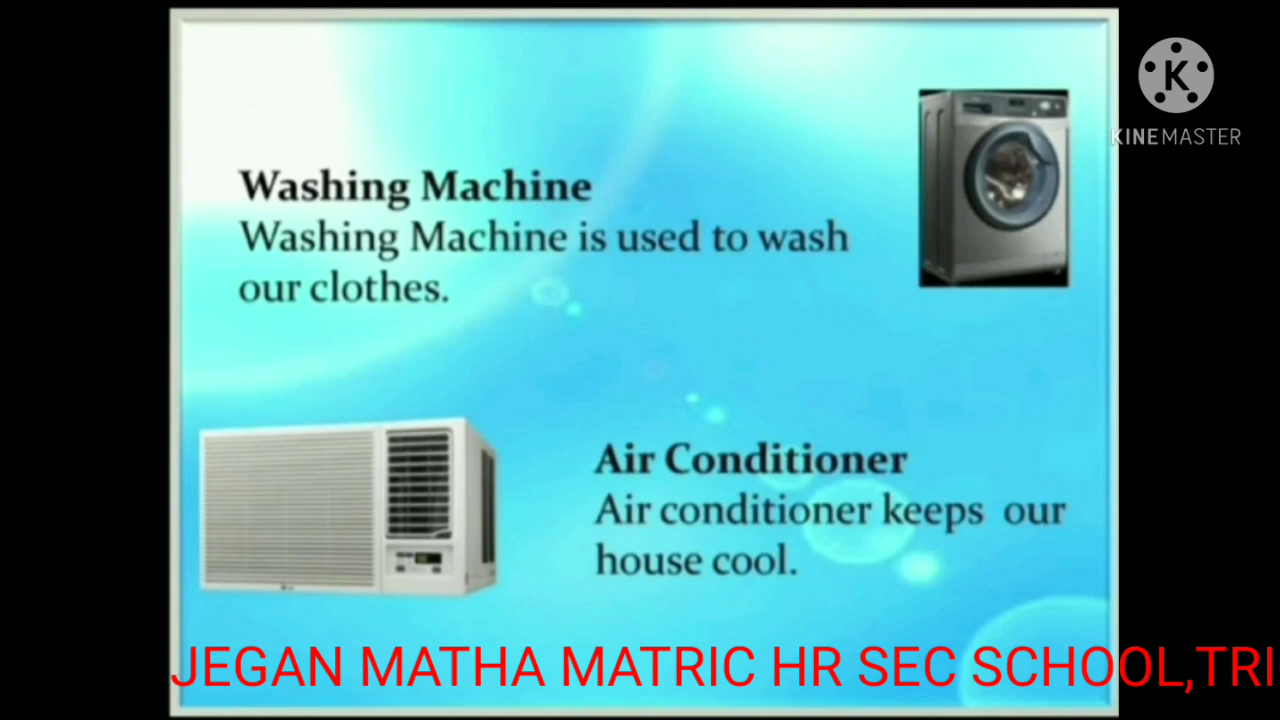 K
KINEMASTER
Washing Machine
Washing Machine is used to wash
our clothes.
Air Conditioner
Air conditioner keeps our
house cool.
JEGAN MATHA MATRIC HR SEC SCHOOL,TRI